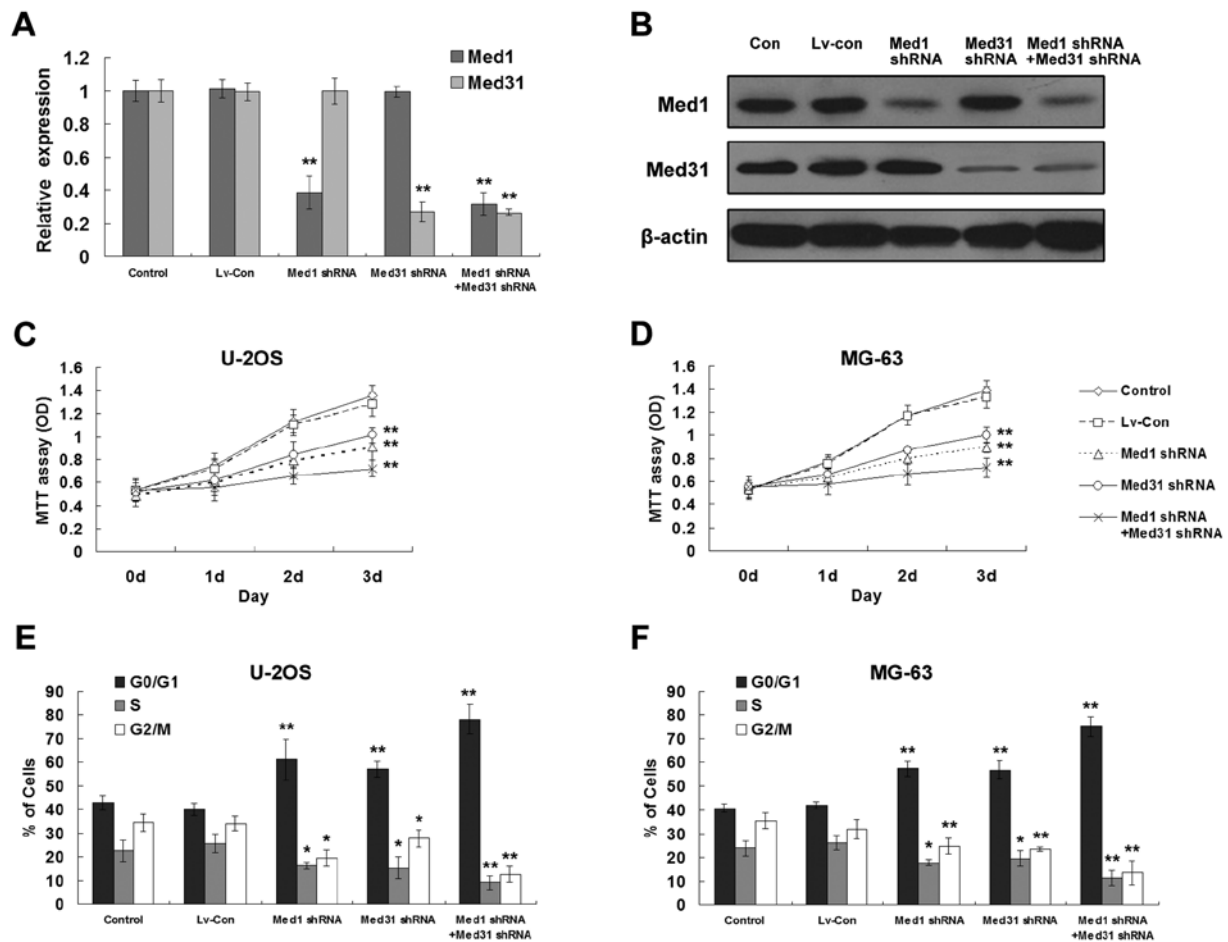 A
Relative expression
1.2
1
0.8
0.6
0.4
0.2
0
Med1
Med31
**
**
**
**
Control
Lv-Con
Med1 shRNA
Med31 shRNA
Med1 shRNA
+Med31 shRNA
B
Con
Lv-con
Med1
shRNA
Med31
shRNA
Med1 shRNA
+Med31 shRNA
Med1
Med31
β-actin
C
U-2OS
MTT assay (OD)
1.6
1.4
1.2
1
0.8
0.6
0.4
0.2
0
**
**
**
0d
1d
2d
3d
Day
D
MG-63
MTT assay (OD)
1.6
1.4
1.2
1
0.8
0.6
0.4
0.2
0
**
**
**
0d
1d
2d
3d
Day
Control
Lv-Con
Med1 shRNA
Med31 shRNA
Med1 shRNA
+Med31 shRNA
E
U-2OS
G0/G1
S
G2/M
% of Cells
90
80
70
60
50
40
30
20
10
0
**
*
*
**
*
*
**
**
**
Control
Lv-Con
Med1 shRNA
Med31 shRNA
Med1 shRNA
+Med31 shRNA
F
MG-63
G0/G1
S
G2/M
% of Cells
90
80
70
60
50
40
30
20
10
0
**
*
**
**
*
**
**
**
**
Control
Lv-Con
Med1 shRNA
Med31 shRNA
Med1 shRNA
+Med31 shRNA